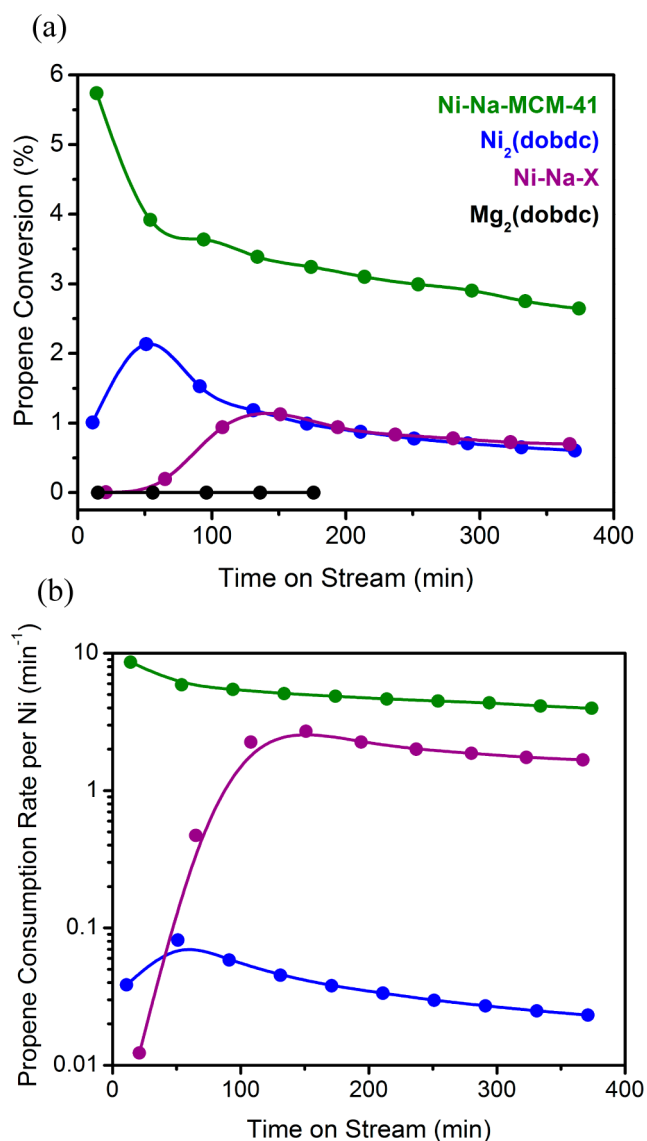 (a)
Propene Conversion (%)
6
5
4
3
2
1
0
Ni-Na-MCM-41
Ni₂(dobdc)
Ni-Na-X
Mg₂(dobdc)
0 100 200 300 400
Time on Stream (min)
(b)
Propene Consumption Rate per Ni (min⁻¹)
10
1
0.1
0.01
0 100 200 300 400
Time on Stream (min)